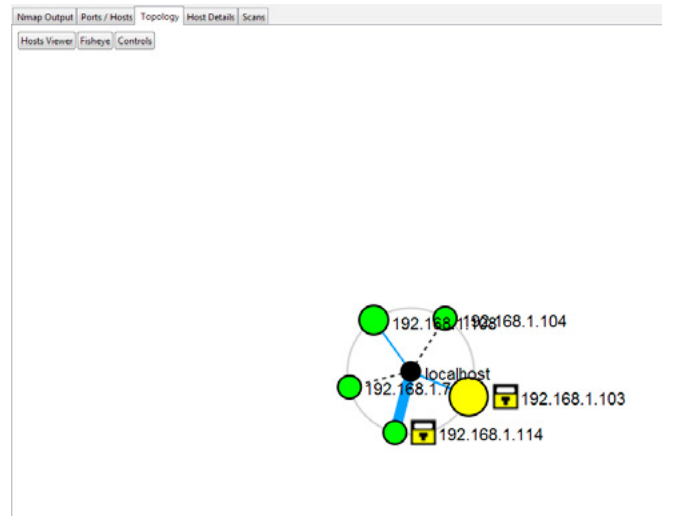 Nmap Output Ports / Hosts Topology Host Details Scans
Hosts Viewer Fisheye Controls
192.168.1.104
localhost
192.168.1.103
192.168.1.114